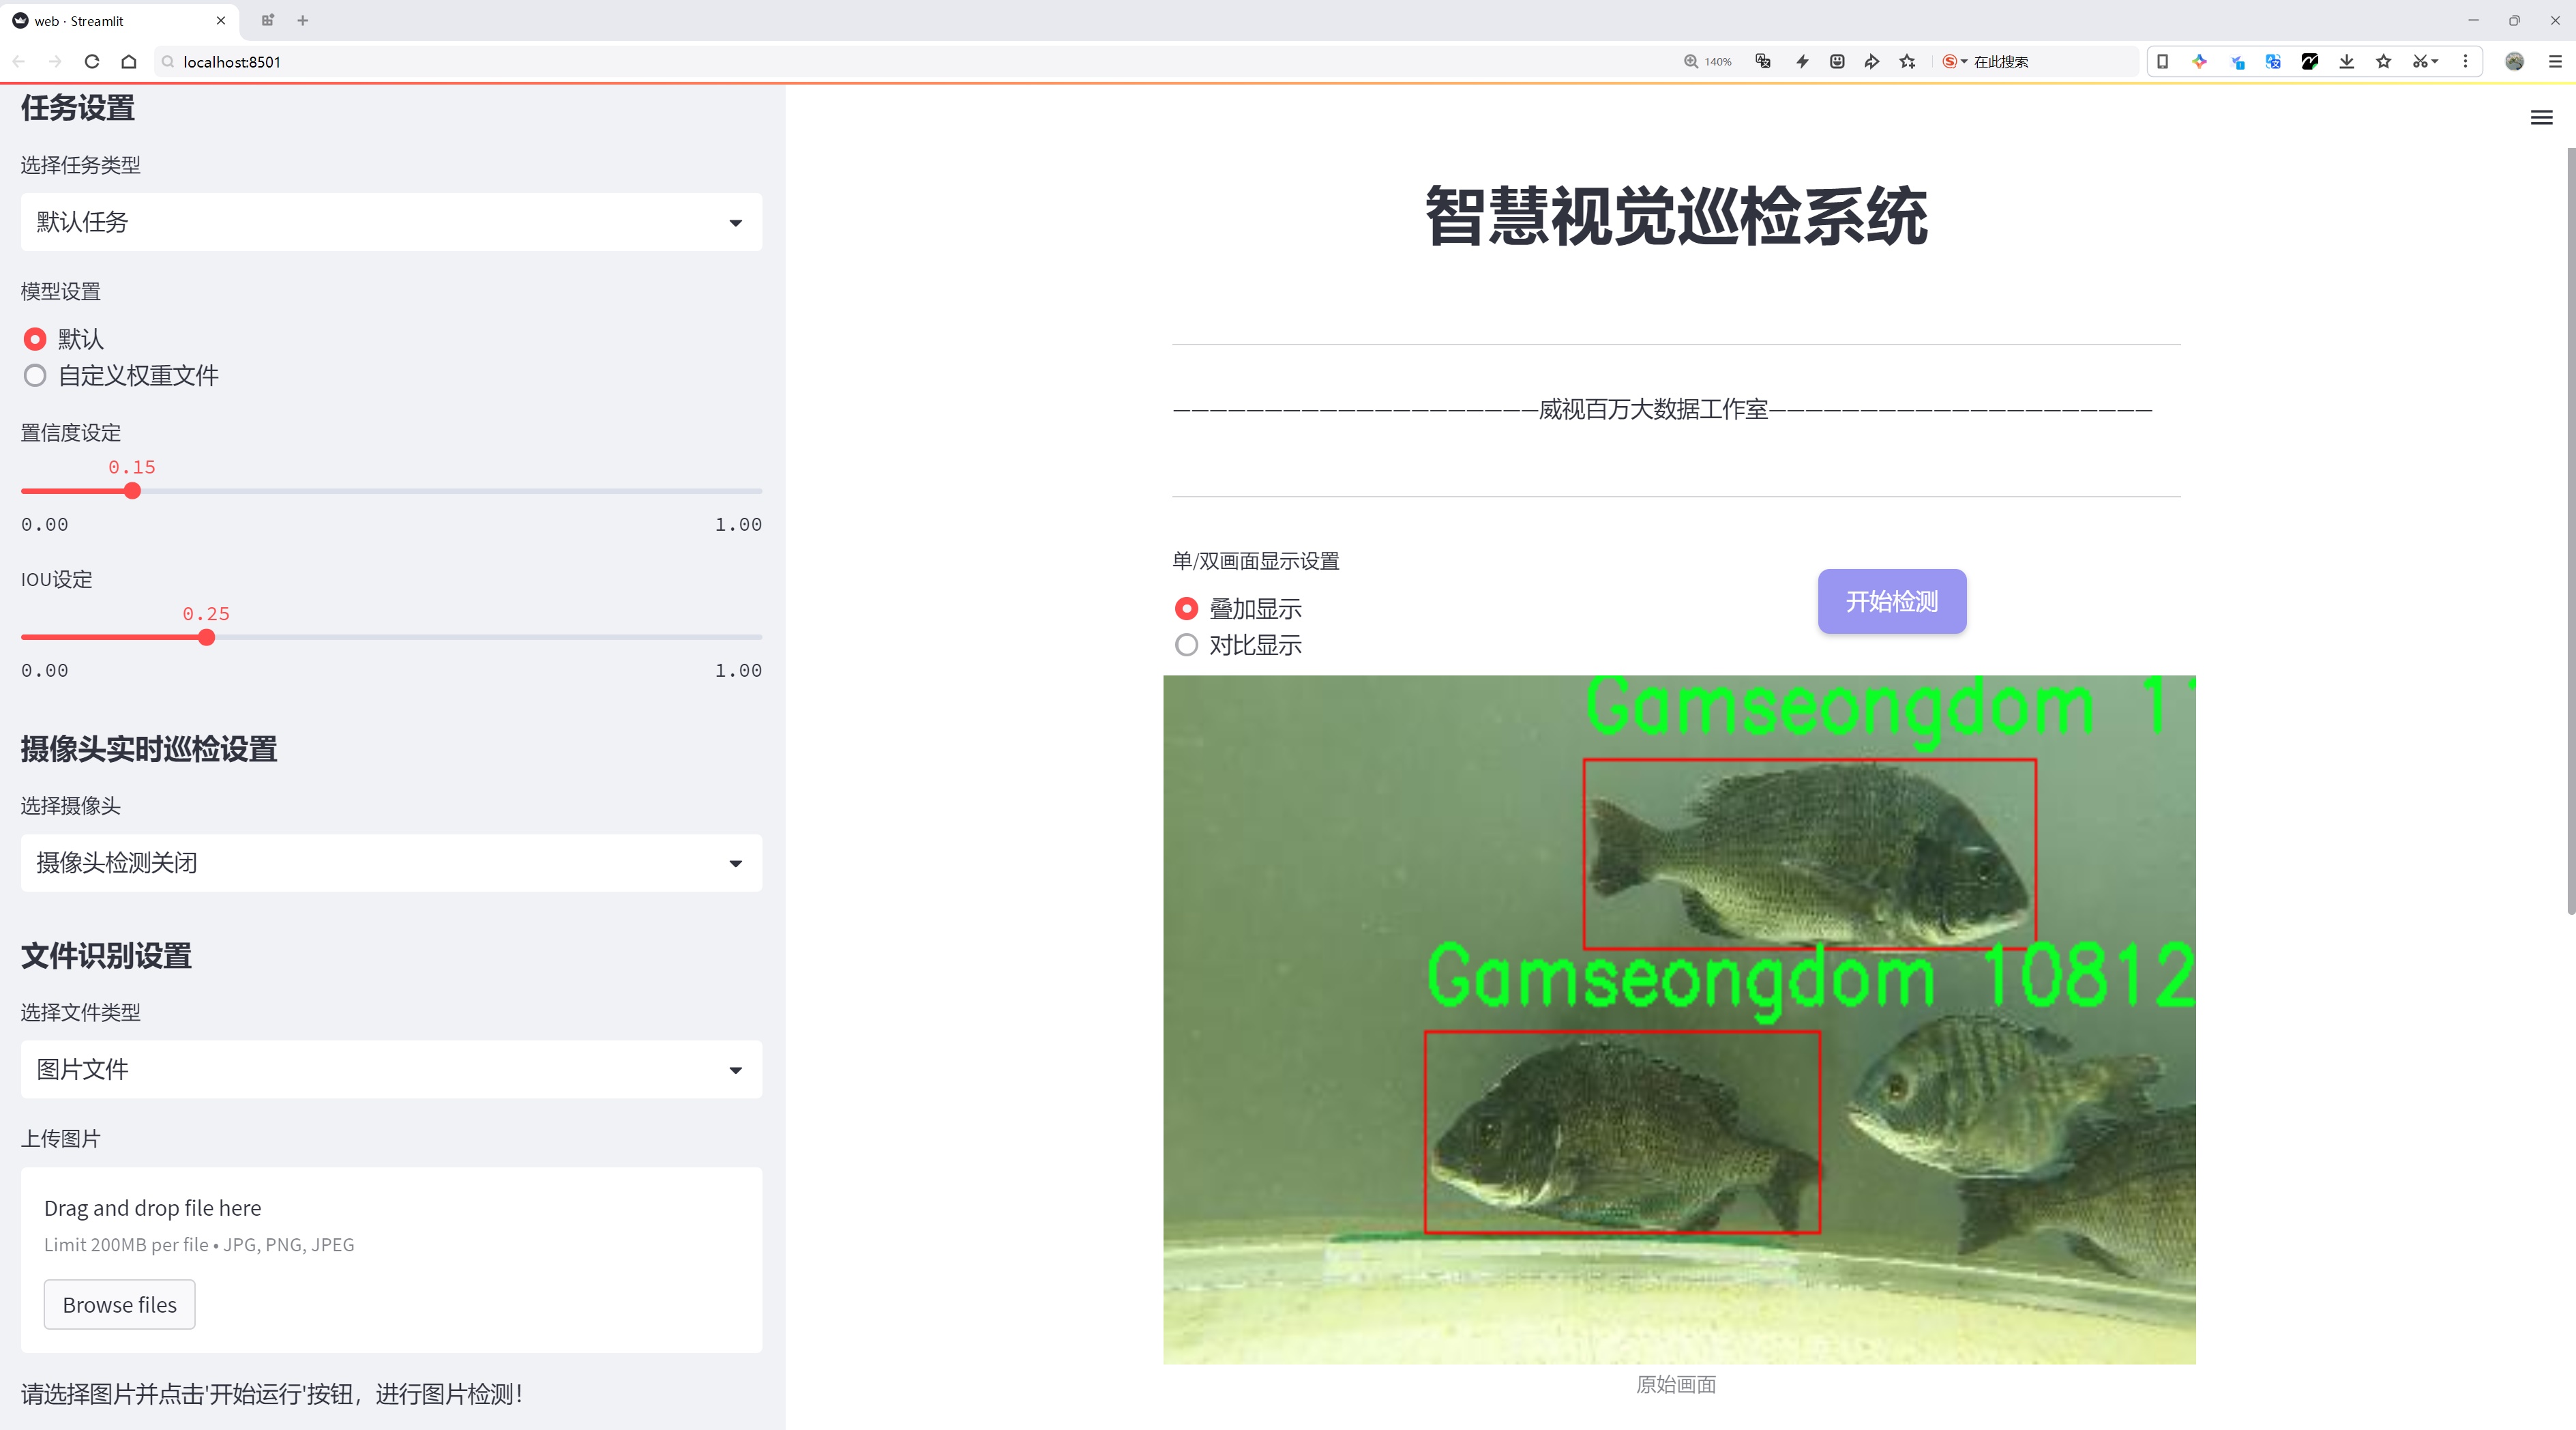 web · Streamlit
localhost:8501
140%
在此搜索
任务设置
选择任务类型
默认任务
模型设置
默认
自定义权重文件
置信度设定
0.15
0.00
1.00
IOU设定
0.25
0.00
1.00
摄像头实时巡检设置
选择摄像头
摄像头检测关闭
文件识别设置
选择文件类型
图片文件
上传图片
Drag and drop file here
Limit 200MB per file • JPG, PNG, JPEG
Browse files
请选择图片并点击'开始运行'按钮，进行图片检测！
智慧视觉巡检系统
————————————————————威视百万大数据工作室—————————————————————
单/双画面显示设置
叠加显示
对比显示
开始检测
Gamseongdom 1
Gamseongdom 10812
原始画面